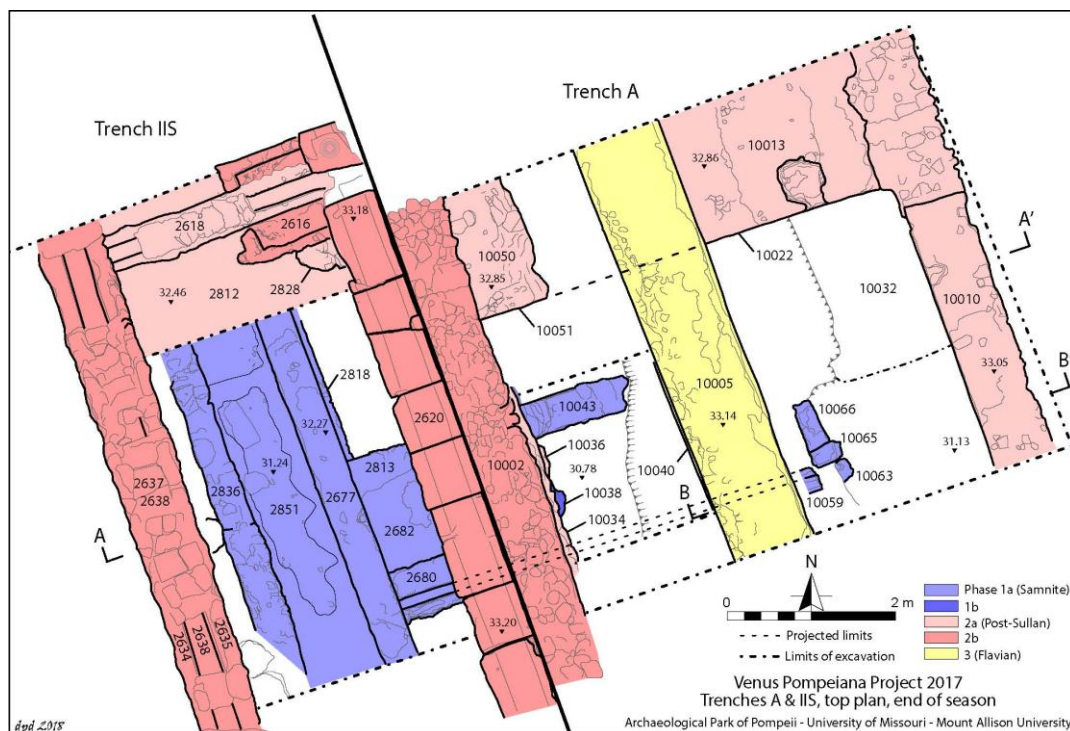 Trench IIS
Trench A
32.86
10013
2618
2616
33.18
10050
32.85
10022
A'
32.46
2812
2828
10032
10010
10051
2818
10005
33.05
B
10043
33.14
32.27
2620
10066
10036
10065
31.24
2813
10002
30.78
10040
31.13
2637
2638
2836
2677
10038
B
10063
A
2851
2682
10034
10059
2680
N
2634
2638
2635
33.20
0
2 m
Projected limits
Limits of excavation
Phase 1a (Samnite)
1b
2a (Post-Sullan)
2b
3 (Flavian)
Venus Pompeiana Project 2017
Trenches A & IIS, top plan, end of season
Archaeological Park of Pompeii - University of Missouri - Mount Allison University
dyd 2018